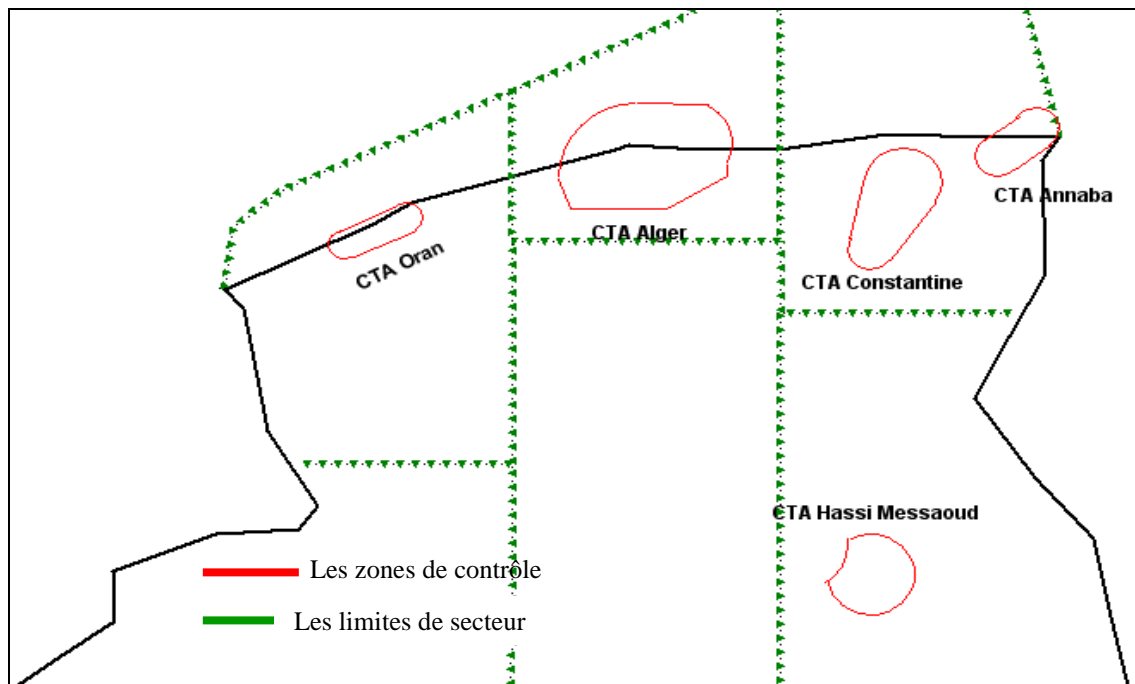 CTA Annaba
CTA Alger
CTA Oran
CTA Constantine
CTA Hassi Messaoud
Les zones de contrôle
Les limites de secteur